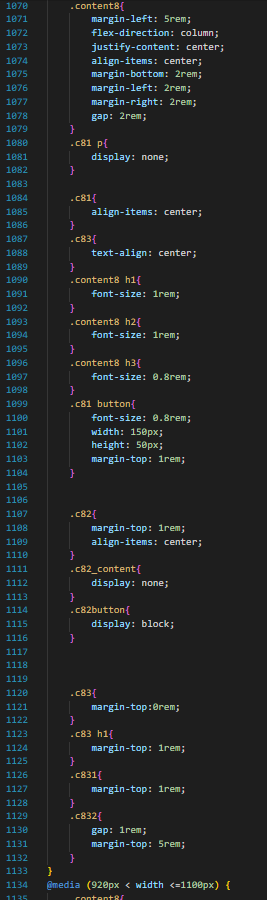 1070 .content8{
1071 margin-left: 5rem;
1072 flex-direction: column;
1073 justify-content: center;
1074 align-items: center;
1075 margin-bottom: 2rem;
1076 margin-left: 2rem;
1077 margin-right: 2rem;
1078 gap: 2rem;
1079 }
1080 .c81 p{
1081 display: none;
1082 }
1083
1084 .c81{
1085 align-items: center;
1086 }
1087 .c83{
1088 text-align: center;
1089 }
1090 .content8 h1{
1091 font-size: 1rem;
1092 }
1093 .content8 h2{
1094 font-size: 1rem;
1095 }
1096 .content8 h3{
1097 font-size: 0.8rem;
1098 }
1099 .c81 button{
1100 font-size: 0.8rem;
1101 width: 150px;
1102 height: 50px;
1103 margin-top: 1rem;
1104 }
1105
1106
1107 .c82{
1108 margin-top: 1rem;
1109 align-items: center;
1110 }
1111 .c82_content{
1112 display: none;
1113 }
1114 .c82button{
1115 display: block;
1116 }
1117
1118
1119
1120 .c83{
1121 margin-top:0rem;
1122 }
1123 .c83 h1{
1124 margin-top: 1rem;
1125 }
1126 .c831{
1127 margin-top: 1rem;
1128 }
1129 .c832{
1130 gap: 1rem;
1131 margin-top: 5rem;
1132 }
1133 }
1134 @media (920px < width <=1100px) {
1135 .content8{